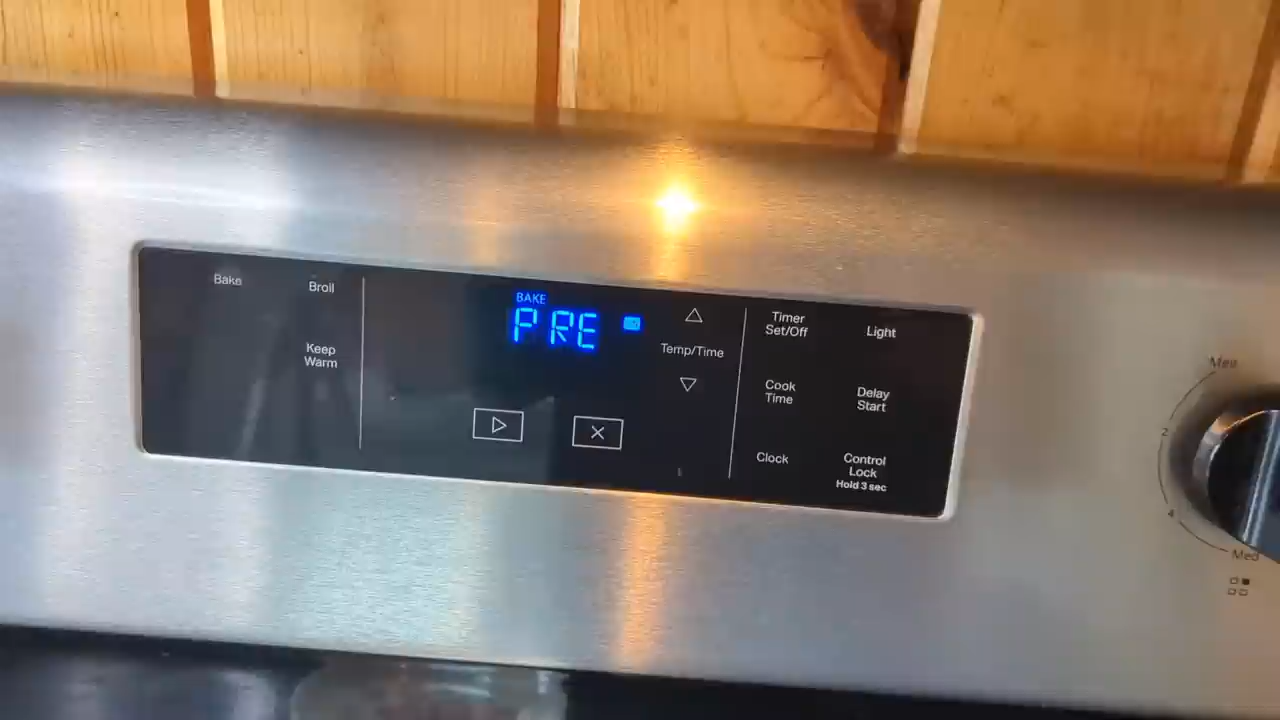 Bake
Broil
Keep
Warm
BAKE
PRE
Temp/Time
Timer
Set/Off
Light
Cook
Time
Delay
Start
Clock
Control
Lock
Hold 3 sec
Melt
2
4
Med